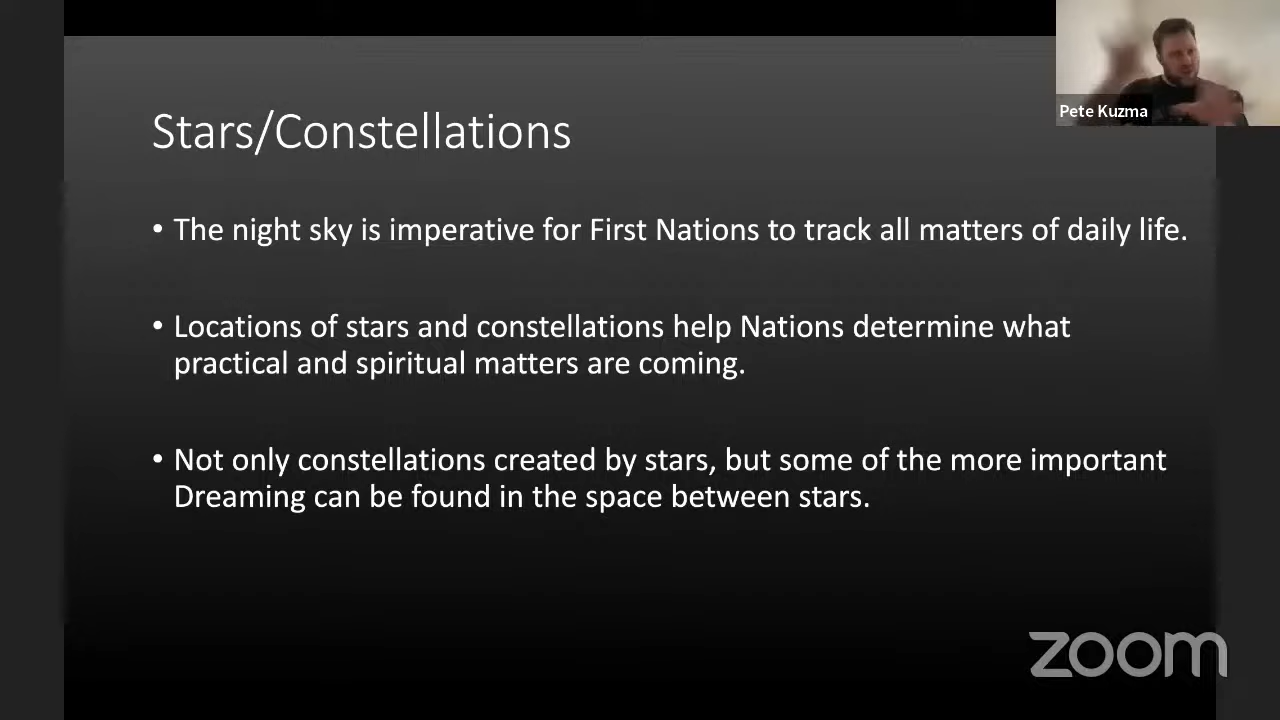 Pete Kuzma
Stars/Constellations
• The night sky is imperative for First Nations to track all matters of daily life.
• Locations of stars and constellations help Nations determine what
practical and spiritual matters are coming.
• Not only constellations created by stars, but some of the more important
Dreaming can be found in the space between stars.
zoom